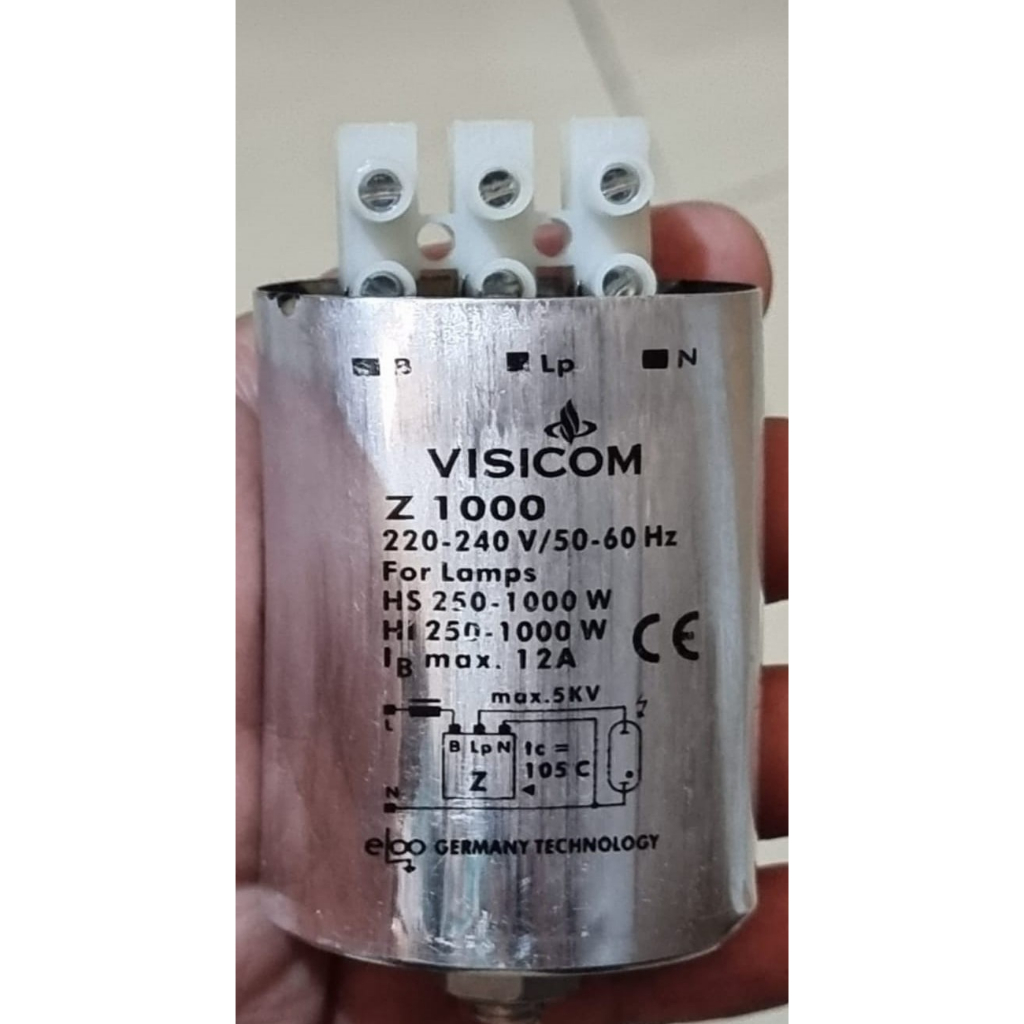 B Lp N
VISICOM
Z 1000
220-240 V/50-60 Hz
For Lamps
HS 250-1000 W
HI 250-1000 W
IB max. 12A
CE
max.5KV
L
B Lp N
tc =
105 C
Z
N
elbo GERMANY TECHNOLOGY